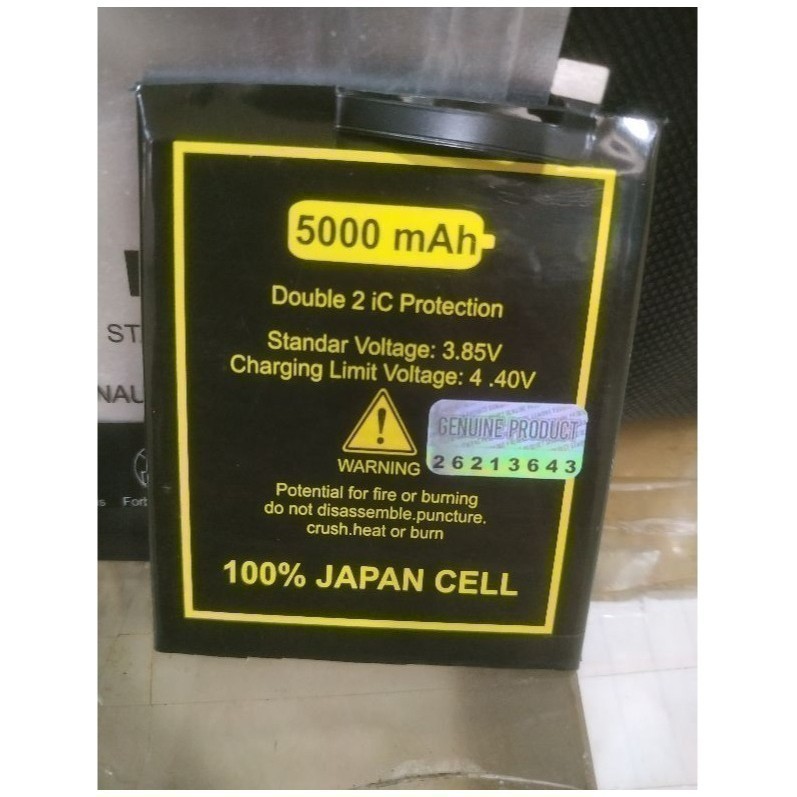 5000 mAh
Double 2 iC Protection
Standar Voltage: 3.85V
Charging Limit Voltage: 4 .40V
GENUINE PRODUCT
26213643
WARNING
Potential for fire or burning
do not disassemble.puncture.
crush.heat or burn
100% JAPAN CELL